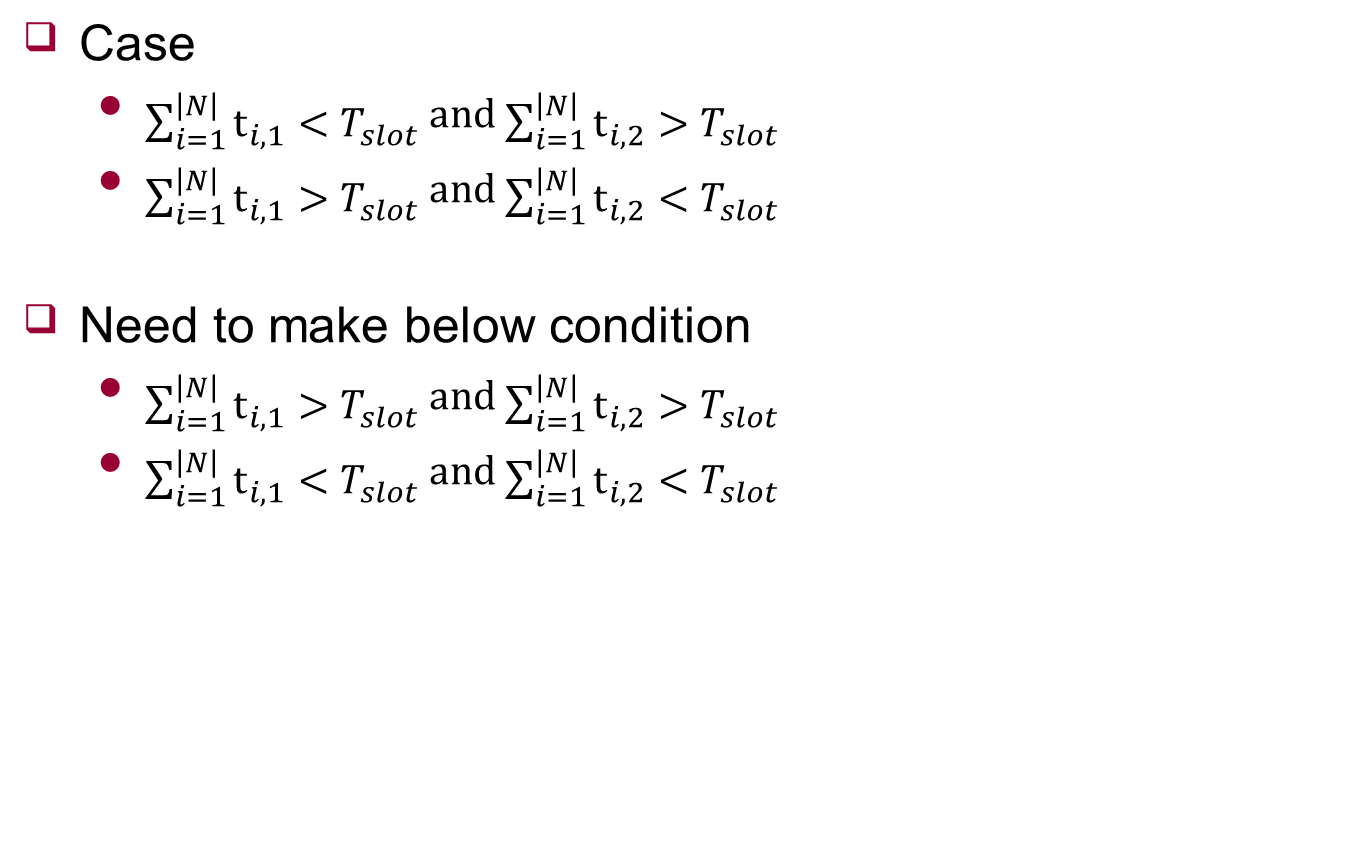 ❑ Case
• ∑_{i=1}^{|N|} t_{i,1} < T_{slot} and ∑_{i=1}^{|N|} t_{i,2} > T_{slot}
• ∑_{i=1}^{|N|} t_{i,1} > T_{slot} and ∑_{i=1}^{|N|} t_{i,2} < T_{slot}
❑ Need to make below condition
• ∑_{i=1}^{|N|} t_{i,1} > T_{slot} and ∑_{i=1}^{|N|} t_{i,2} > T_{slot}
• ∑_{i=1}^{|N|} t_{i,1} < T_{slot} and ∑_{i=1}^{|N|} t_{i,2} < T_{slot}